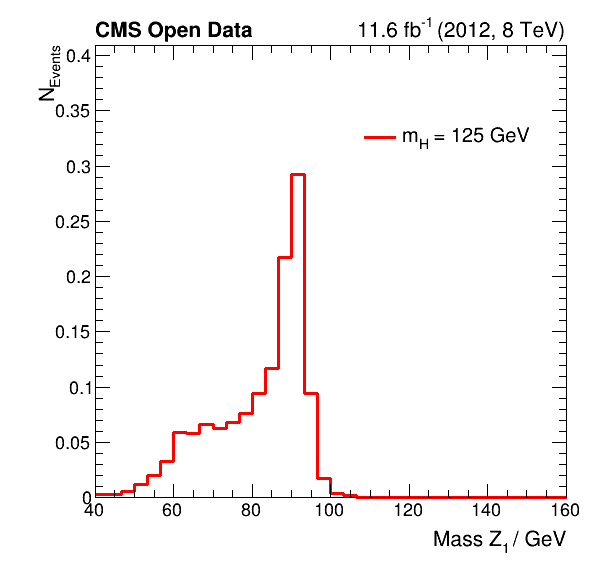 CMS Open Data 11.6 fb⁻¹ (2012, 8 TeV)
N_Events
0.4
0.35
m_H = 125 GeV
0.3
0.25
0.2
0.15
0.1
0.05
0
40 60 80 100 120 140 160
Mass Z₁ / GeV